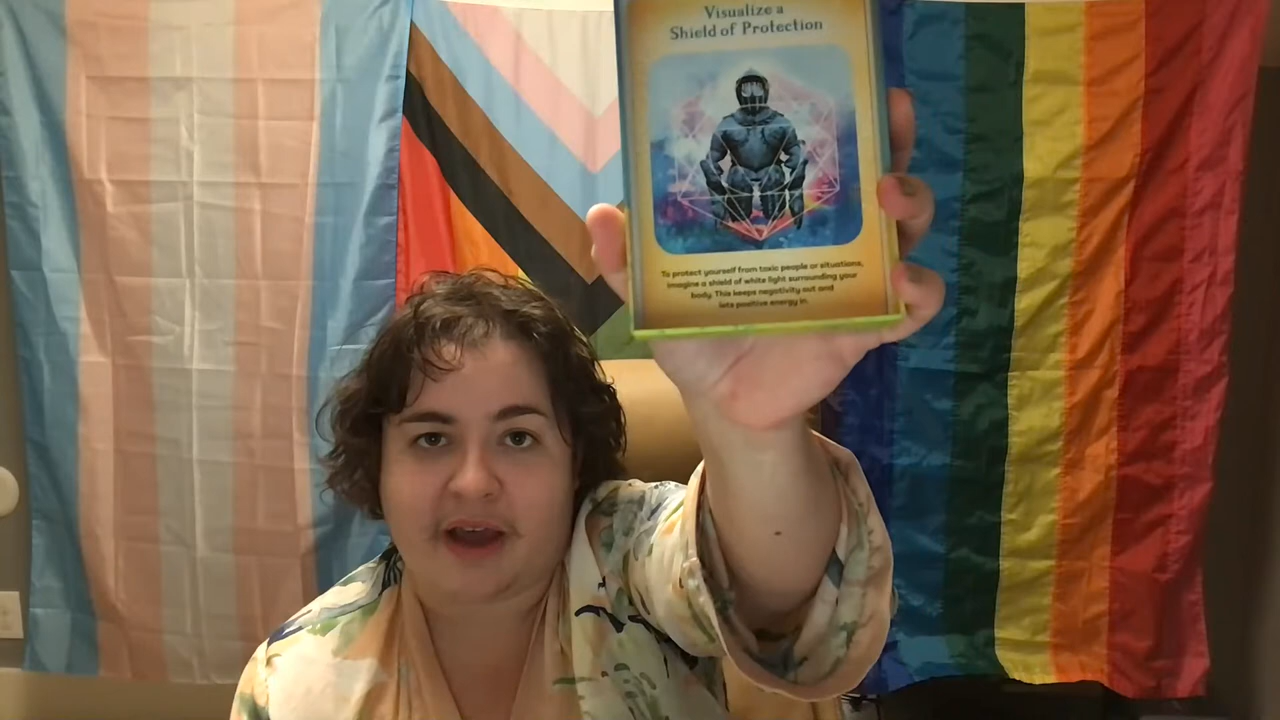 Visualize a
Shield of Protection
To protect yourself from toxic people or situations,
imagine a shield of white light surrounding your
body. This keeps negativity out and
lets positive energy in.